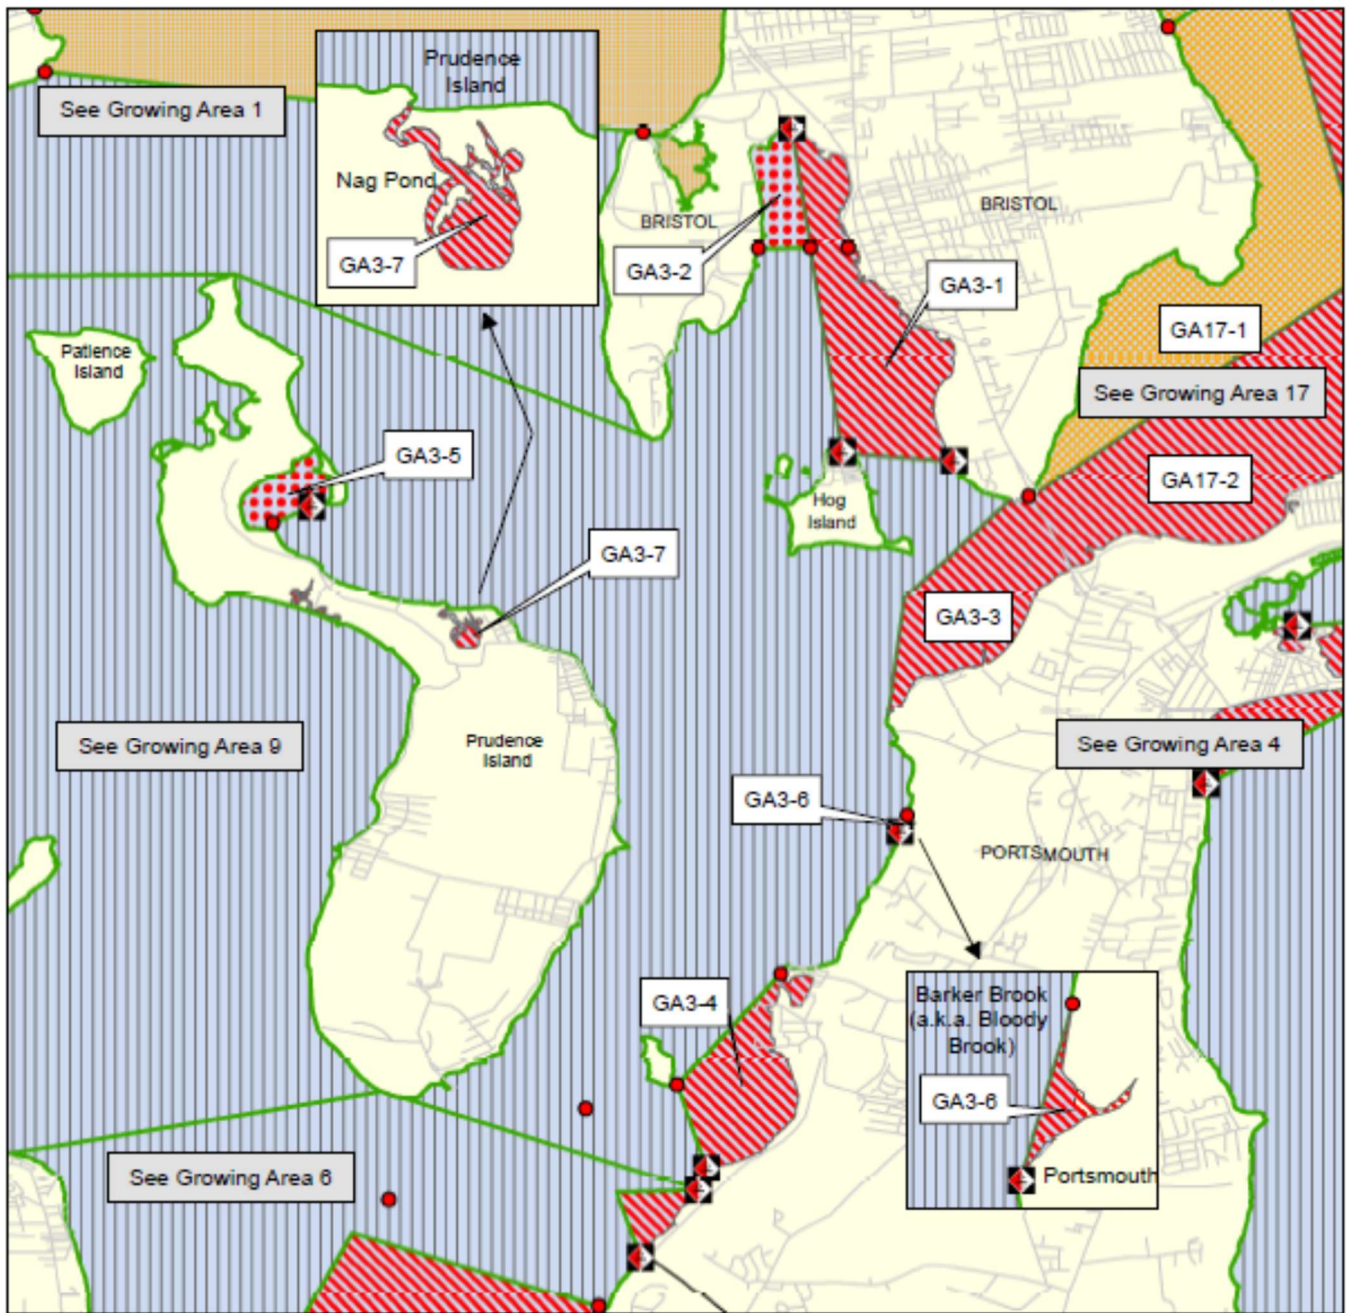 Prudence
Island
See Growing Area 1
Nag Pond
GA3-7
BRISTOL
BRISTOL
GA3-2
GA3-1
GA17-1
Patience
Island
See Growing Area 17
GA3-5
GA17-2
Hog
Island
GA3-7
GA3-3
See Growing Area 9
Prudence
Island
See Growing Area 4
GA3-6
PORTSMOUTH
GA3-4
Barker Brook
(a.k.a. Bloody
Brook)
GA3-6
See Growing Area 6
Portsmouth